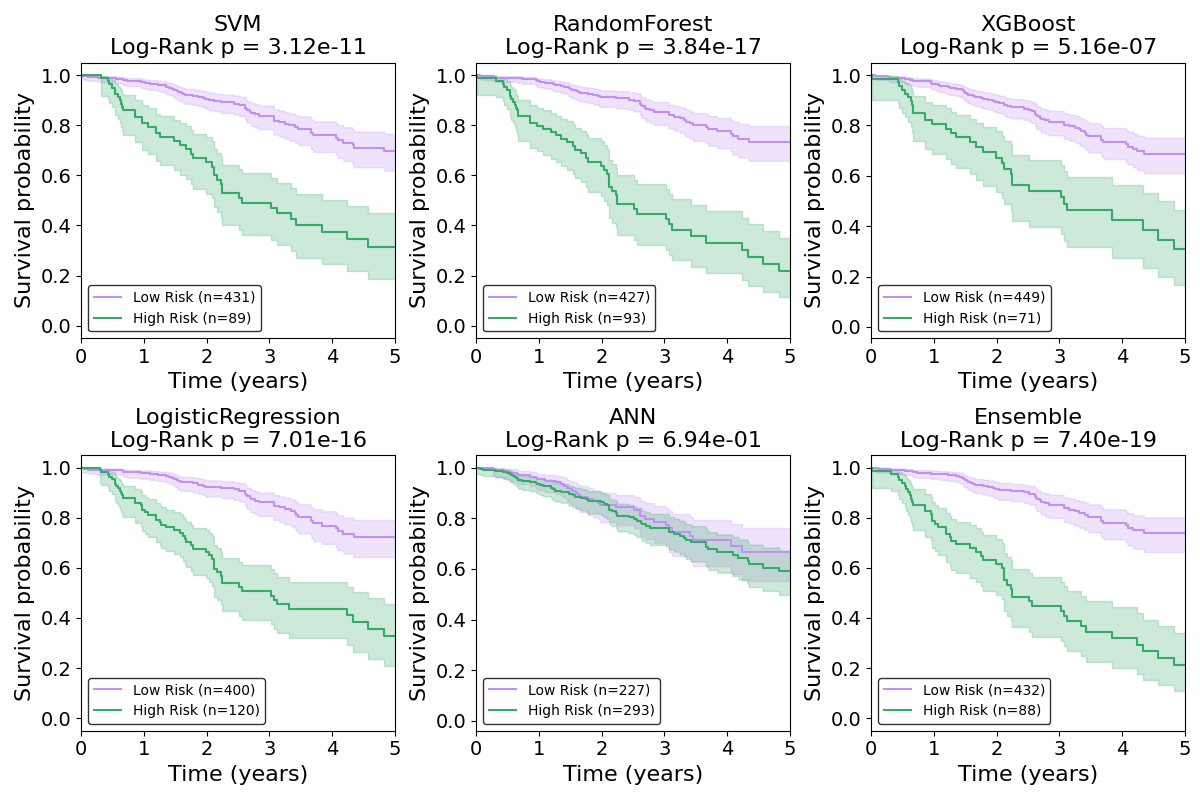 SVM
Log-Rank p = 3.12e-11
Survival probability
1.0
0.8
0.6
0.4
0.2
0.0
Low Risk (n=431)
High Risk (n=89)
0 1 2 3 4 5
Time (years)
RandomForest
Log-Rank p = 3.84e-17
Survival probability
1.0
0.8
0.6
0.4
0.2
0.0
Low Risk (n=427)
High Risk (n=93)
0 1 2 3 4 5
Time (years)
XGBoost
Log-Rank p = 5.16e-07
Survival probability
1.0
0.8
0.6
0.4
0.2
0.0
Low Risk (n=449)
High Risk (n=71)
0 1 2 3 4 5
Time (years)
LogisticRegression
Log-Rank p = 7.01e-16
Survival probability
1.0
0.8
0.6
0.4
0.2
0.0
Low Risk (n=400)
High Risk (n=120)
0 1 2 3 4 5
Time (years)
ANN
Log-Rank p = 6.94e-01
Survival probability
1.0
0.8
0.6
0.4
0.2
0.0
Low Risk (n=227)
High Risk (n=293)
0 1 2 3 4 5
Time (years)
Ensemble
Log-Rank p = 7.40e-19
Survival probability
1.0
0.8
0.6
0.4
0.2
0.0
Low Risk (n=432)
High Risk (n=88)
0 1 2 3 4 5
Time (years)